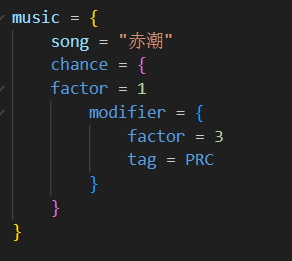 music = {
song = "赤潮"
chance = {
factor = 1
modifier = {
factor = 3
tag = PRC
}
}
}